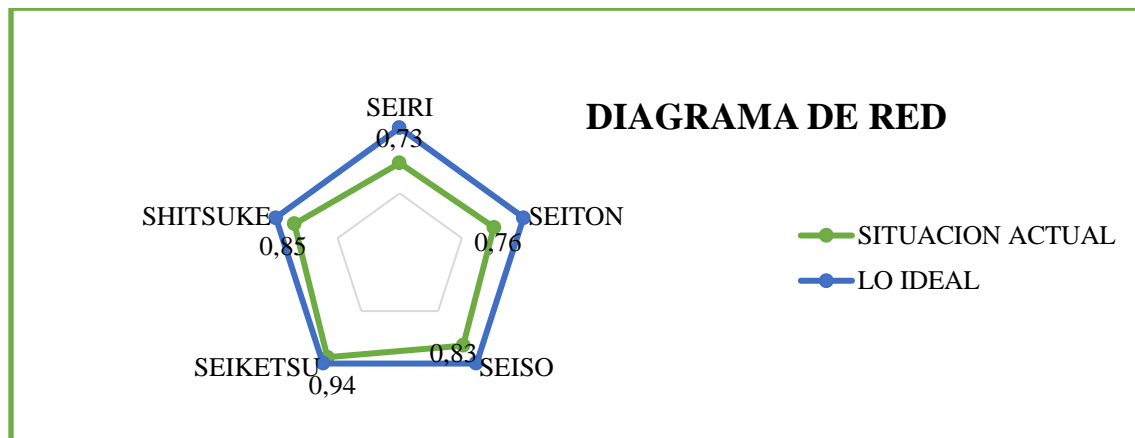 DIAGRAMA DE RED
SEIRI
0,73
SEITON
0,76
SEISO
0,83
SEIKETSU
0,94
SHITSUKE
0,85
SITUACION ACTUAL
LO IDEAL